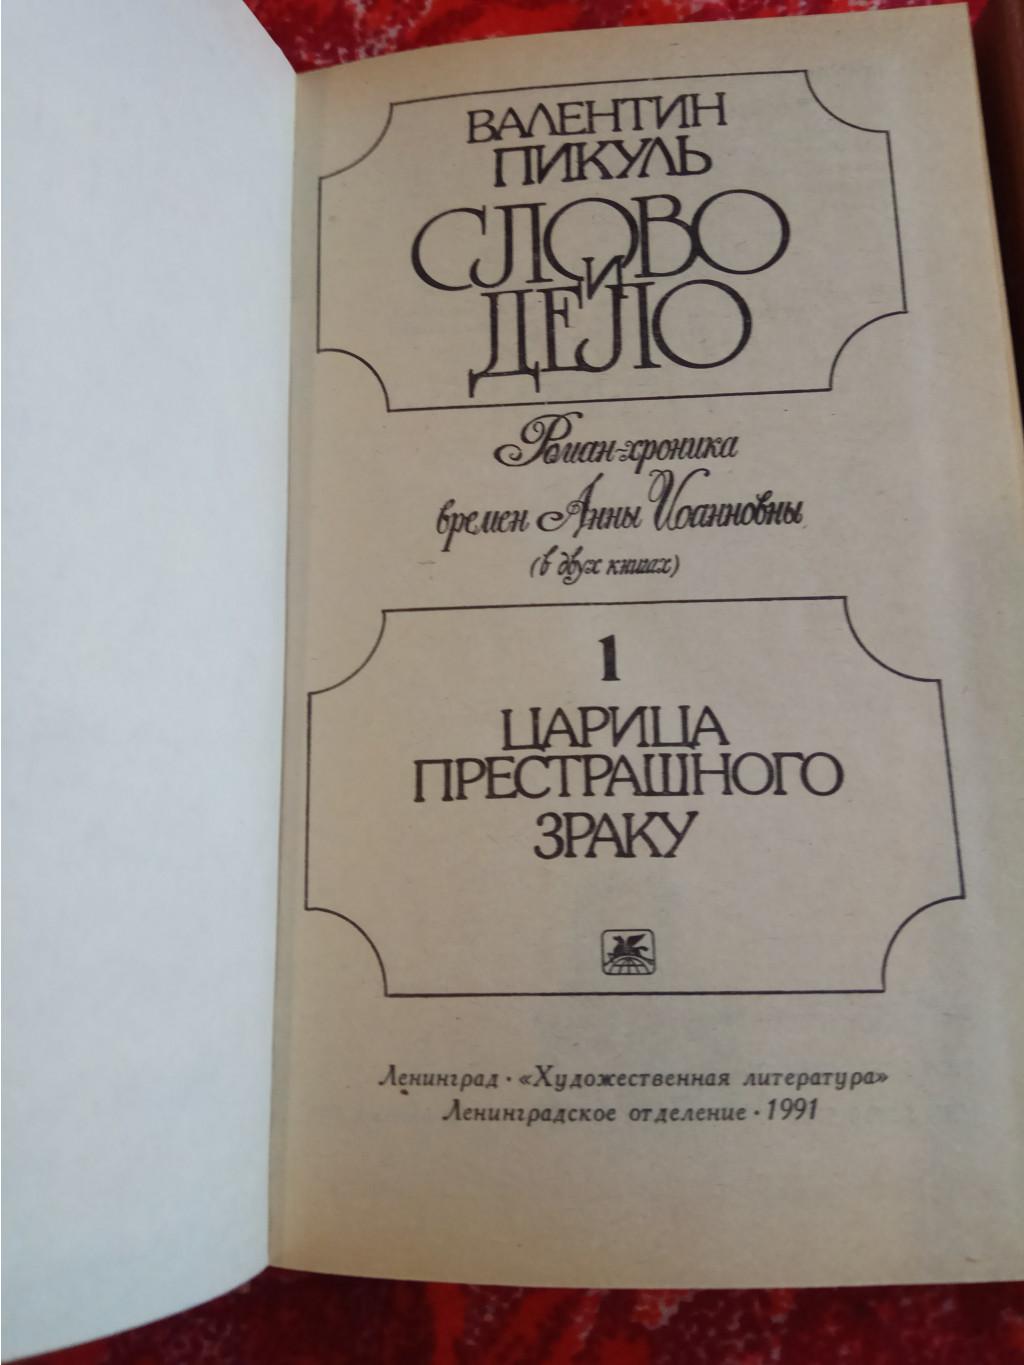 ВАЛЕНТИН
ПИКУЛЬ
СЛОВО
И
ДЕЛО
Роман-хроника
времен Анны Иоанновны
(в двух книгах)
1
ЦАРИЦА
ПРЕСТРАШНОГО
ЗРАКУ
Ленинград · «Художественная литература»
Ленинградское отделение · 1991